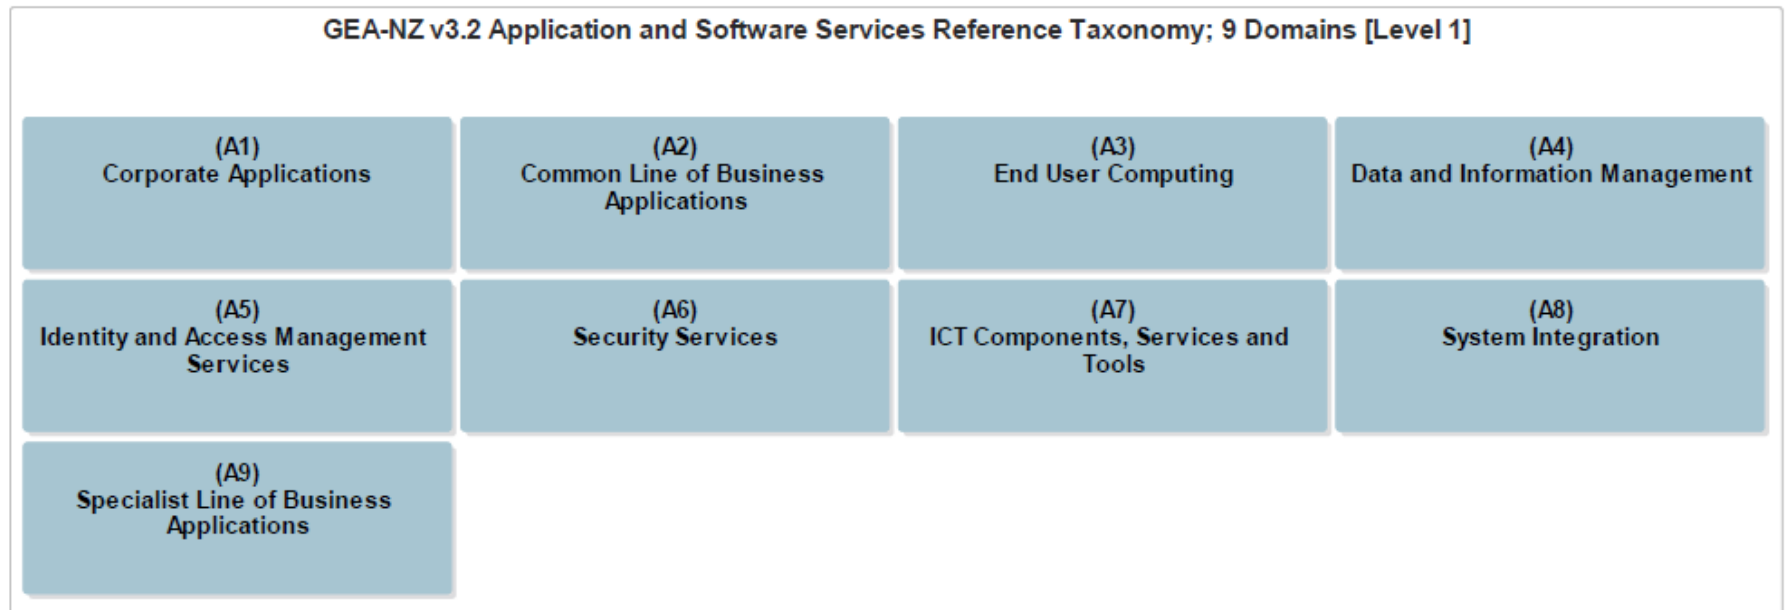 GEA-NZ v3.2 Application and Software Services Reference Taxonomy; 9 Domains [Level 1]
(A1)
Corporate Applications
(A2)
Common Line of Business
Applications
(A3)
End User Computing
(A4)
Data and Information Management
(A5)
Identity and Access Management
Services
(A6)
Security Services
(A7)
ICT Components, Services and
Tools
(A8)
System Integration
(A9)
Specialist Line of Business
Applications